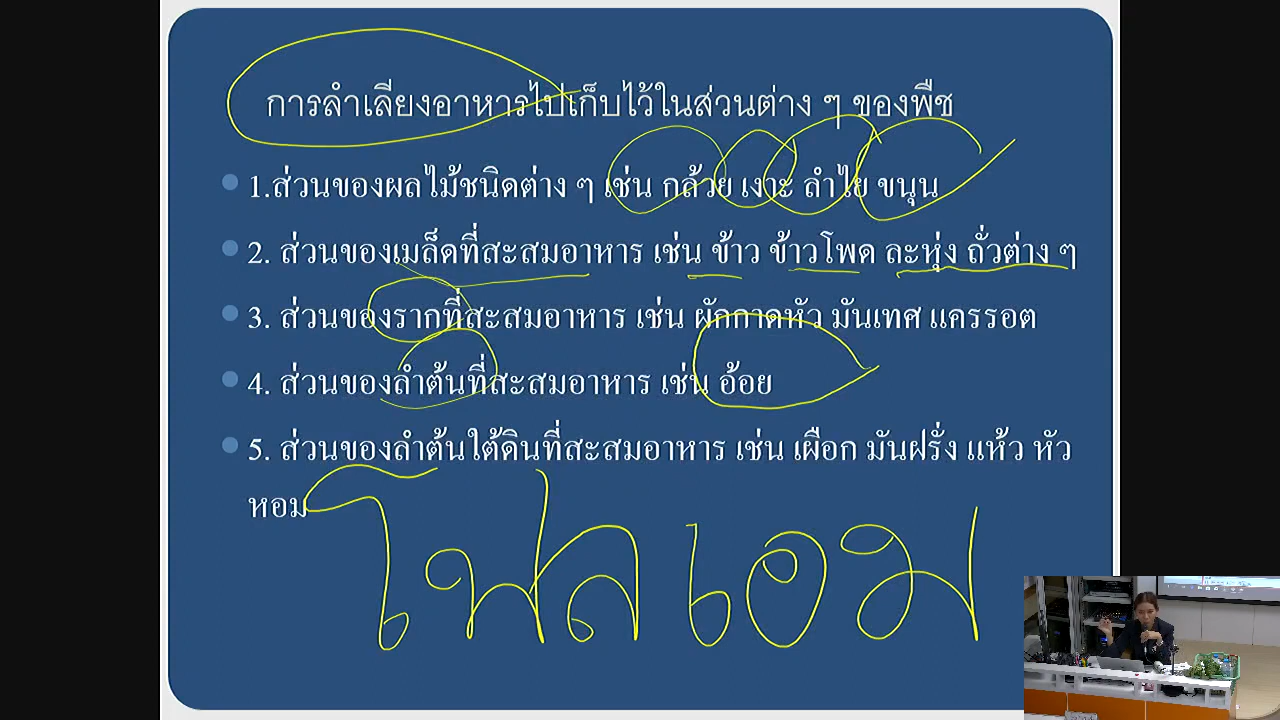 การลำเลียงอาหารไปเก็บไว้ในส่วนต่าง ๆ ของพืช
1.ส่วนของผลไม้ชนิดต่าง ๆ เช่น กล้วย เงาะ ลำไย ขนุน
2. ส่วนของเมล็ดที่สะสมอาหาร เช่น ข้าว ข้าวโพด ละหุ่ง ถั่วต่าง ๆ
3. ส่วนของรากที่สะสมอาหาร เช่น ผักกาดหัว มันเทศ แครรอต
4. ส่วนของลำต้นที่สะสมอาหาร เช่น อ้อย
5. ส่วนของลำต้นใต้ดินที่สะสมอาหาร เช่น เผือก มันฝรั่ง แห้ว หัว
หอม
โฟลเอม